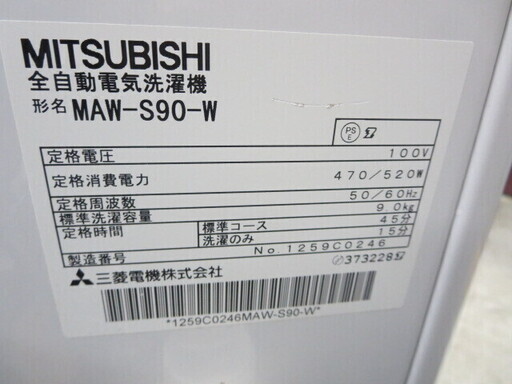 MITSUBISHI
全自動電気洗濯機
形名 MAW-S90-W
PS E
定格電圧 100V
定格消費電力 470/520W
定格周波数 50/60Hz
標準洗濯容量 9.0kg
定格時間 標準コース 45分
洗濯のみ 15分
製造番号 No.1259C0246
三菱電機株式会社 373228
*1259C0246MAW-S90-W*